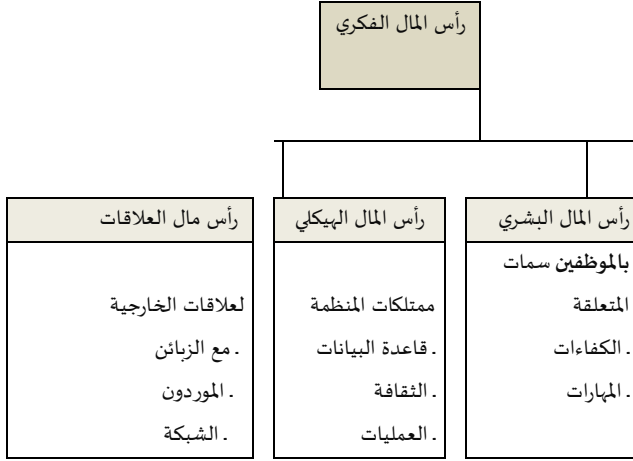 رأس المال الفكري
رأس المال البشري
بالموظفين سمات
المتعلقة
. الكفاءات
. المهارات
رأس المال الهيكلي
ممتلكات المنظمة
. قاعدة البيانات
. الثقافة
. العمليات
رأس مال العلاقات
لعلاقات الخارجية
. مع الزبائن
. الموردون
. الشبكة